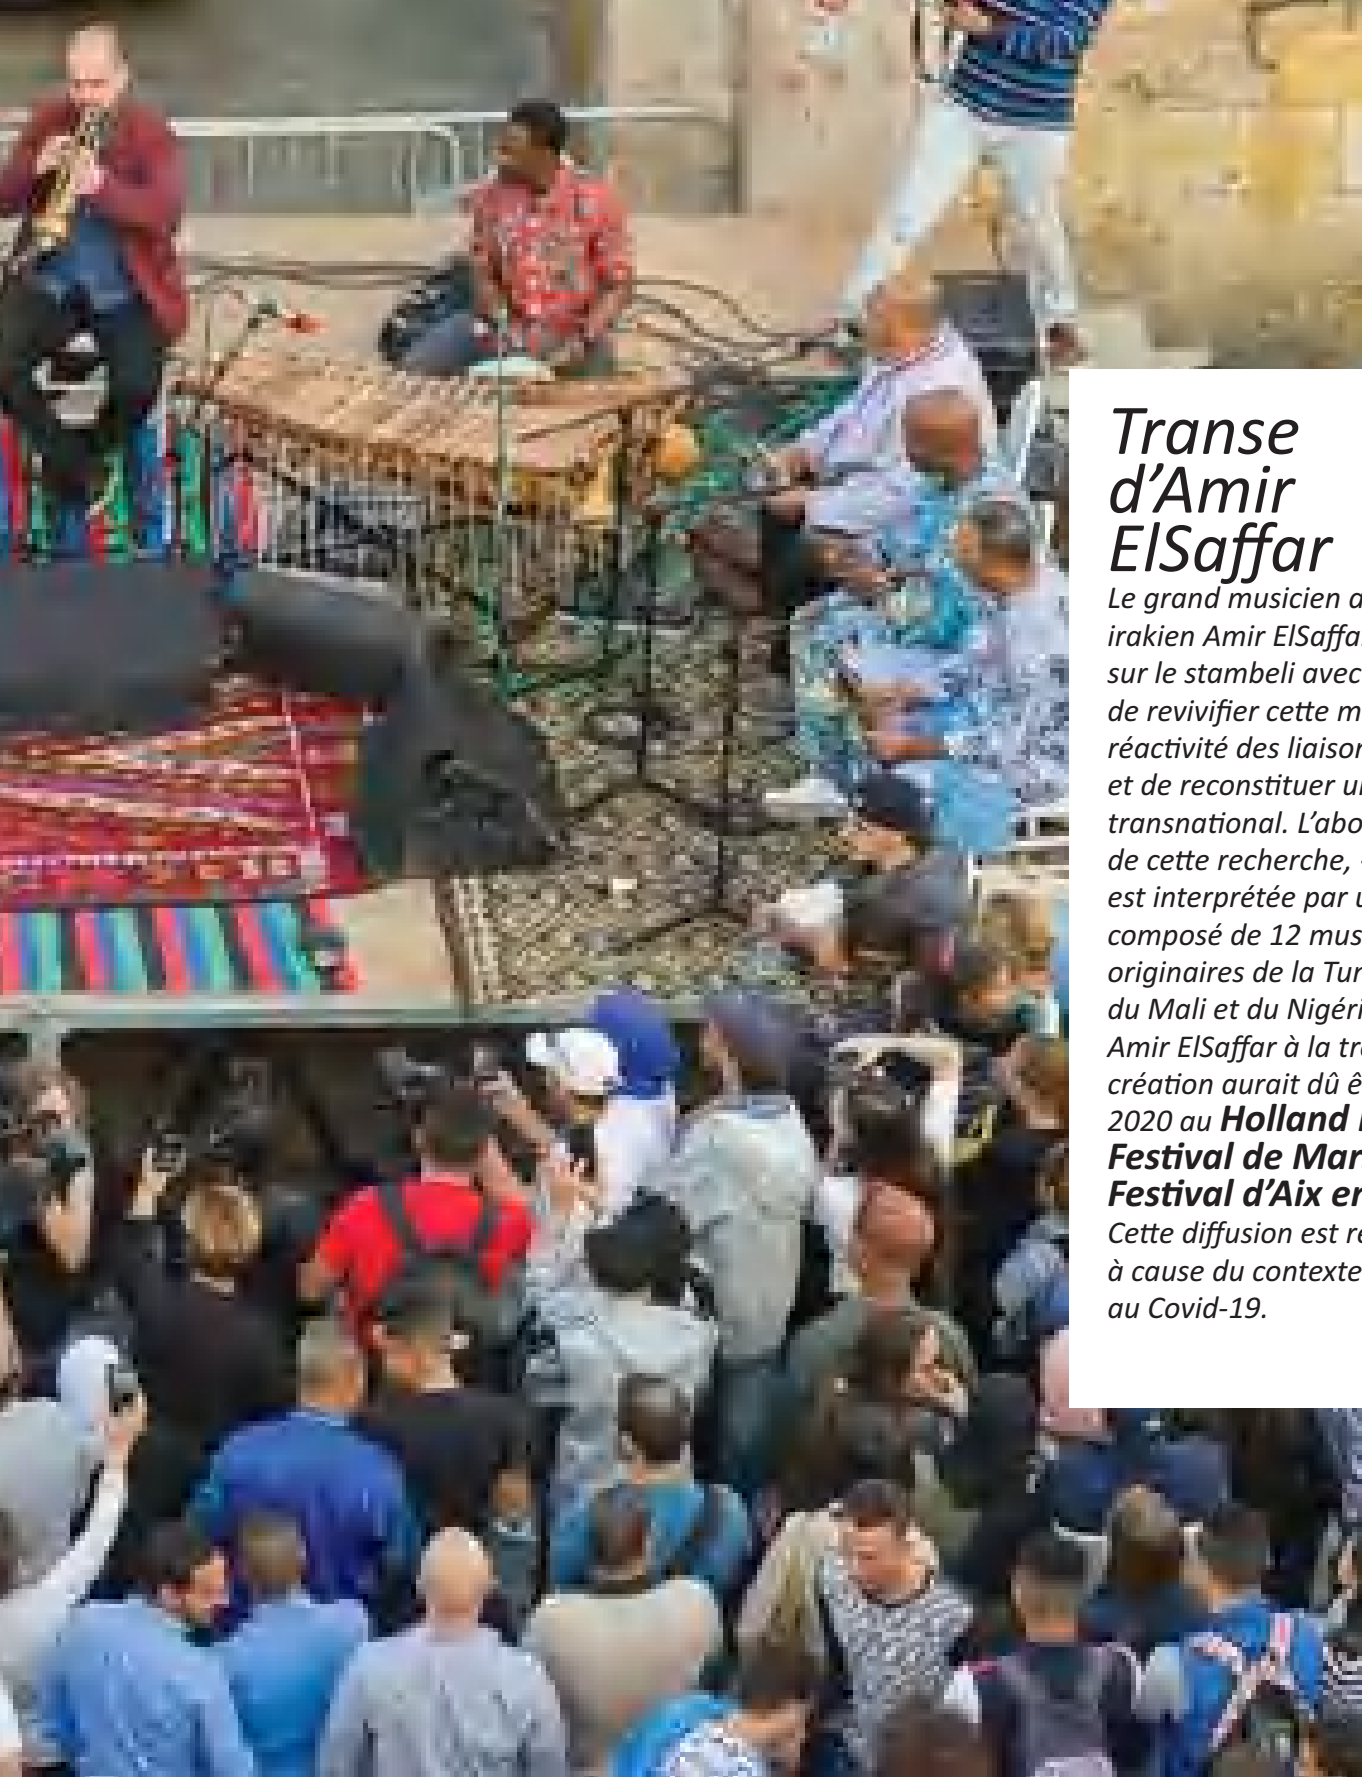 Transe
d’Amir
ElSaffar
Le grand musicien
irakien Amir
sur le stambeli avec
de revivifier cette
réactivité des
et de reconstituer
transnational.
de cette recherche,
est interprétée par
composé de 12
originaires de la
du Mali et du
Amir ElSaffar à la
création aurait dû
2020 au Holland
Festival de
Festival d’Aix
Cette diffusion est
à cause du contexte
au Covid-19.